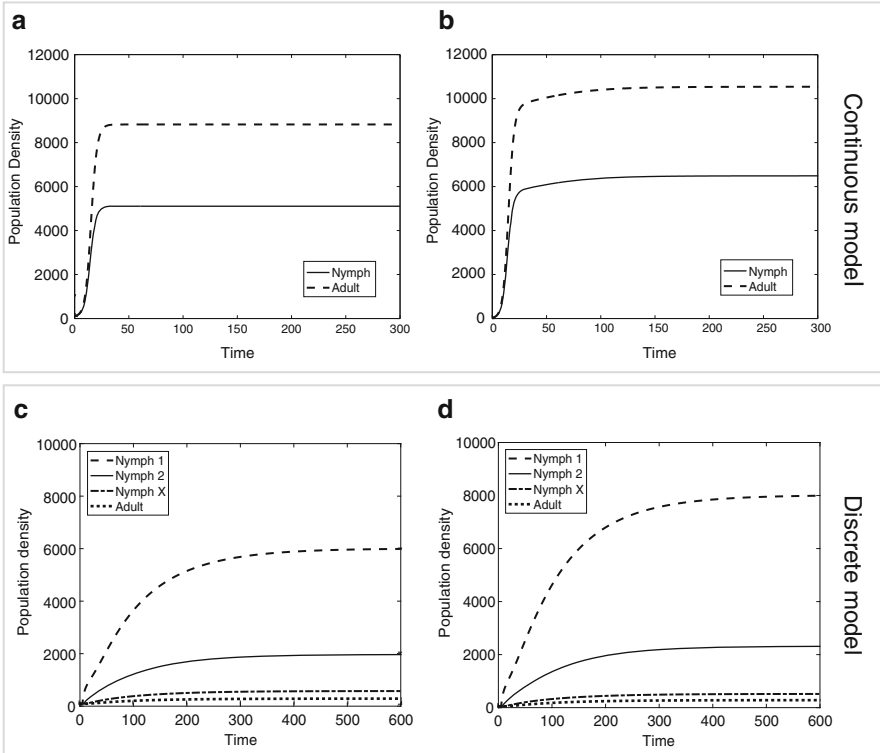 a
12000
10000
8000
6000
4000
2000
0
Population Density
0 50 100 150 200 250 300
Time
Nymph
Adult
b
12000
10000
8000
6000
4000
2000
0
Population Density
0 50 100 150 200 250 300
Time
Nymph
Adult
Continuous model
c
10000
8000
6000
4000
2000
0
Population density
0 100 200 300 400 500 600
Time
Nymph 1
Nymph 2
Nymph X
Adult
d
10000
8000
6000
4000
2000
0
Population density
0 100 200 300 400 500 600
Time
Nymph 1
Nymph 2
Nymph X
Adult
Discrete model